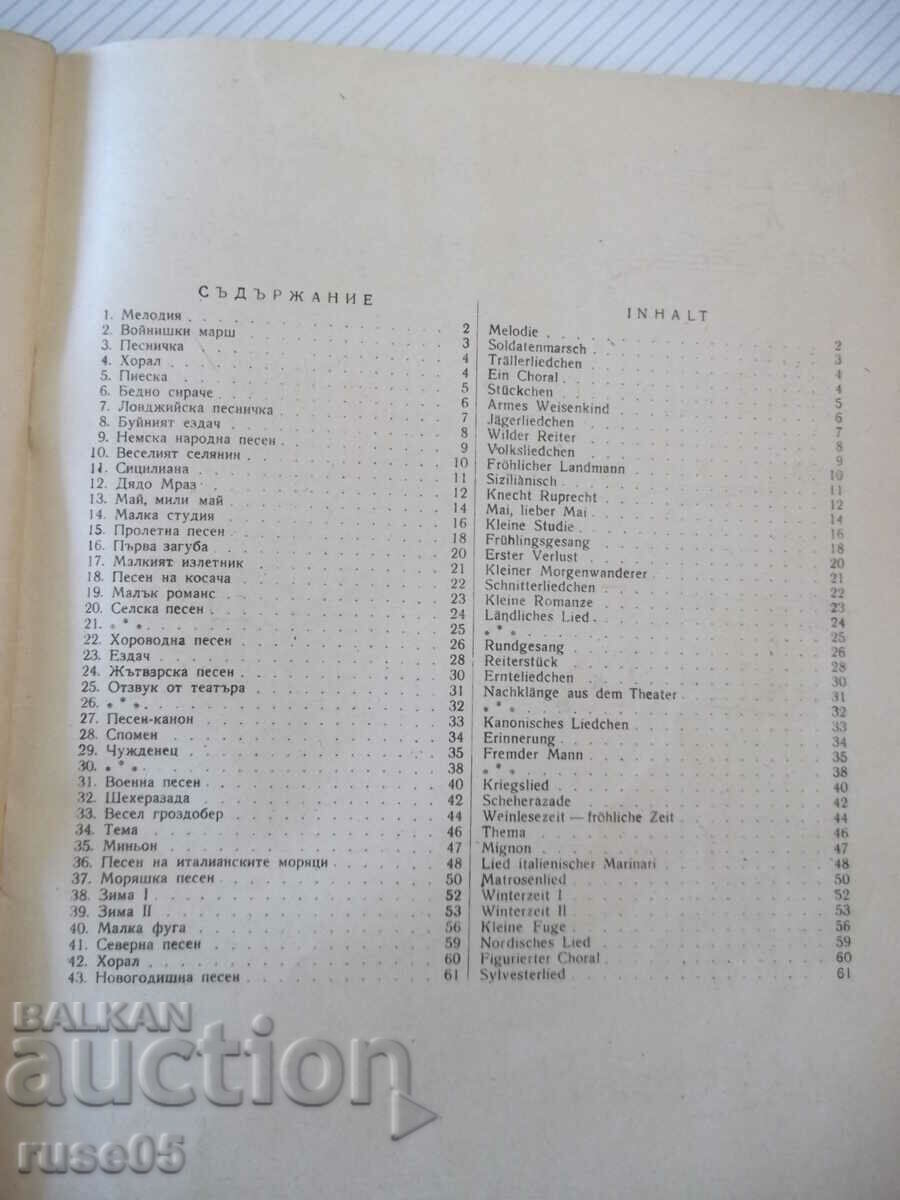 СЪДЪРЖАНИЕ
1. Мелодия 2
2. Войнишки марш 3
3. Песничка 4
4. Хорал 4
5. Пиеска 5
6. Бедно сираче 6
7. Ловджийска песничка 7
8. Буйният ездач 8
9. Немска народна песен 9
10. Веселият селянин 10
11. Сицилиана 11
12. Дядо Мраз 12
13. Май, мили май 14
14. Малка студия 16
15. Пролетна песен 18
16. Първа загуба 20
17. Малкият излетник 21
18. Песен на косача 22
19. Малък романс 23
20. Селска песен 24
21. * * * 25
22. Хороводна песен 26
23. Ездач 28
24. Жътварска песен 30
25. Отзвук от театъра 31
26. * * * 32
27. Песен-канон 33
28. Спомен 34
29. Чужденец 35
30. * * * 38
31. Военна песен 40
32. Шехеразада 42
33. Весел гроздобер 44
34. Тема 46
35. Миньон 47
36. Песен на италианските моряци 48
37. Моряшка песен 50
38. Зима I 52
39. Зима II 53
40. Малка фуга 56
41. Северна песен 59
42. Хорал 60
43. Новогодишна песен 61
INHALT
Melodie 2
Soldatenmarsch 3
Trällerliedchen 4
Ein Choral 4
Stückchen 5
Armes Weisenkind 6
Jägerliedchen 7
Wilder Reiter 8
Volksliedchen 9
Fröhlicher Landmann 10
Sizilianisch 11
Knecht Ruprecht 12
Mai, lieber Mai 14
Kleine Studie 16
Frühlingsgesang 18
Erster Verlust 20
Kleiner Morgenwanderer 21
Schnitterliedchen 22
Kleine Romanze 23
Ländliches Lied 24
* * * 25
Rundgesang 26
Reiterstück 28
Ernteliedchen 30
Nachklänge aus dem Theater 31
* * * 32
Kanonisches Liedchen 33
Erinnerung 34
Fremder Mann 35
* * * 38
Kriegslied 40
Scheherazade 42
Weinlesezeit — fröhliche Zeit 44
Thema 46
Mignon 47
Lied italienischer Marinari 48
Matrosenlied 50
Winterzeit I 52
Winterzeit II 53
Kleine Fuge 56
Nordisches Lied 59
Figurierter Choral 60
Sylvesterlied 61
BALKAN
auction
ruse05